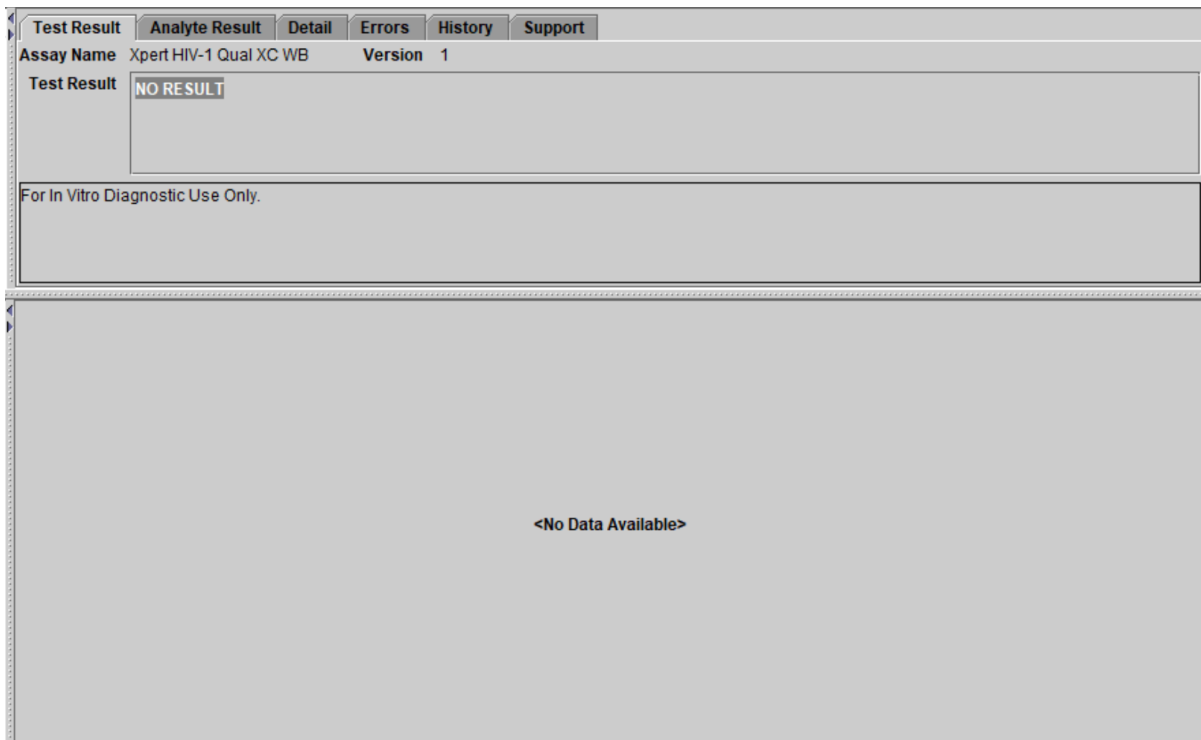 Test Result Analyte Result Detail Errors History Support
Assay Name Xpert HIV-1 Qual XC WB Version 1
Test Result NO RESULT
For In Vitro Diagnostic Use Only.
<No Data Available>